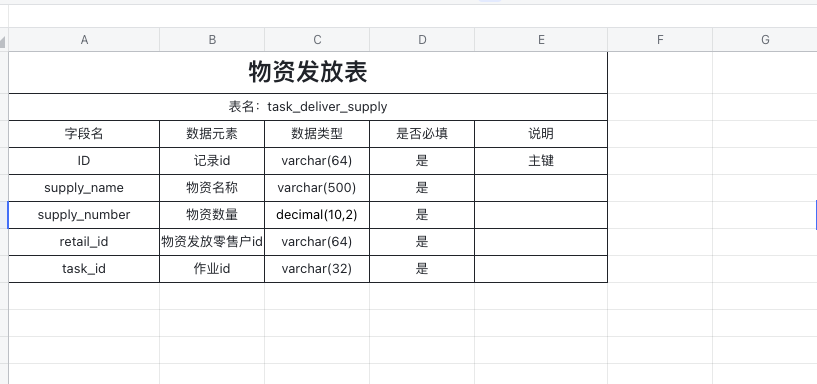 A B C D E F G
物资发放表
表名：task_deliver_supply
字段名 数据元素 数据类型 是否必填 说明
ID 记录id varchar(64) 是 主键
supply_name 物资名称 varchar(500) 是
supply_number 物资数量 decimal(10,2) 是
retail_id 物资发放零售户id varchar(64) 是
task_id 作业id varchar(32) 是